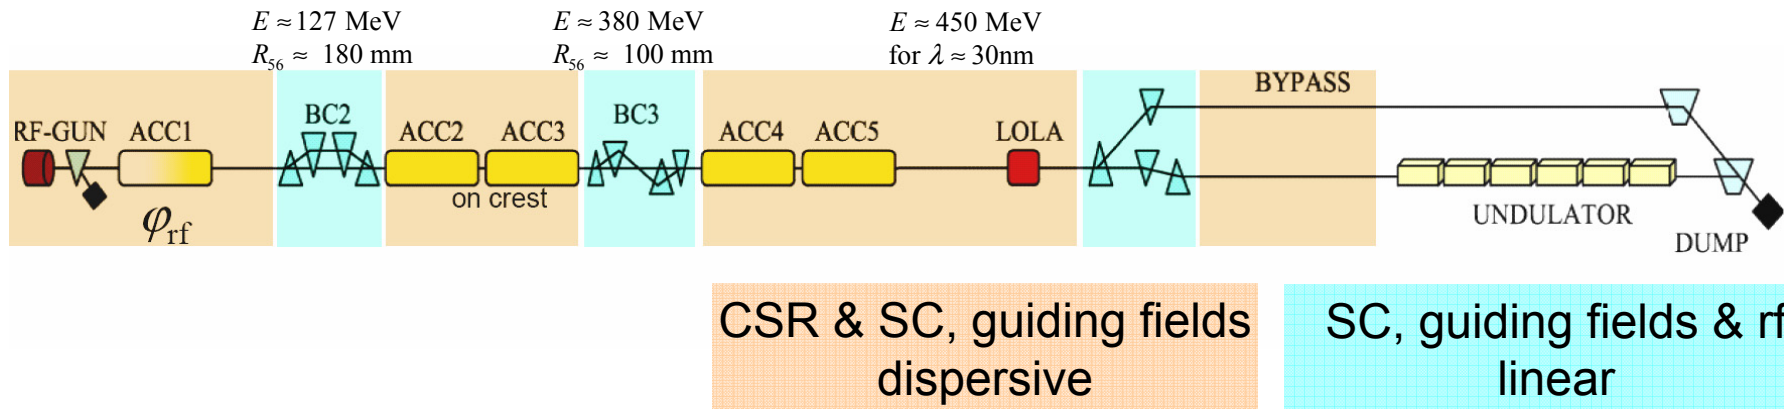 E ≈ 127 MeV
R₅₆ ≈ 180 mm
E ≈ 380 MeV
R₅₆ ≈ 100 mm
E ≈ 450 MeV
for λ ≈ 30nm
RF-GUN
ACC1
BC2
ACC2
ACC3
BC3
ACC4
ACC5
LOLA
BYPASS
on crest
φrf
UNDULATOR
DUMP
CSR & SC, guiding fields
dispersive
SC, guiding fields & rf
linear